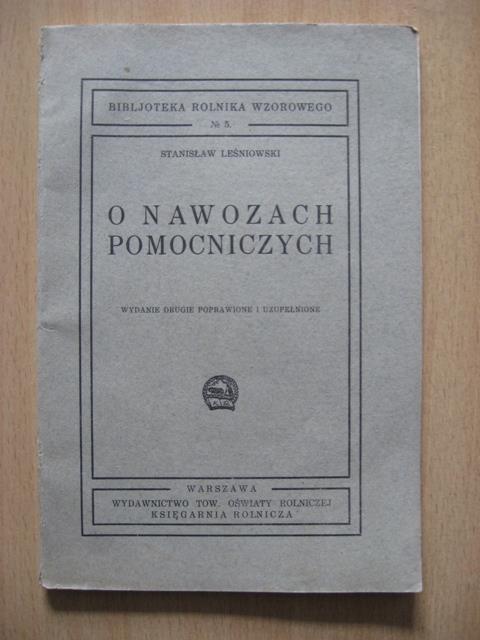 BIBLJOTEKA ROLNIKA WZOROWEGO
№ 5.
STANISŁAW LEŚNIOWSKI
O NAWOZACH
POMOCNICZYCH
WYDANIE DRUGIE POPRAWIONE I UZUPEŁNIONE
WARSZAWA
WYDAWNICTWO TOW. OŚWIATY ROLNICZEJ
KSIĘGARNIA ROLNICZA